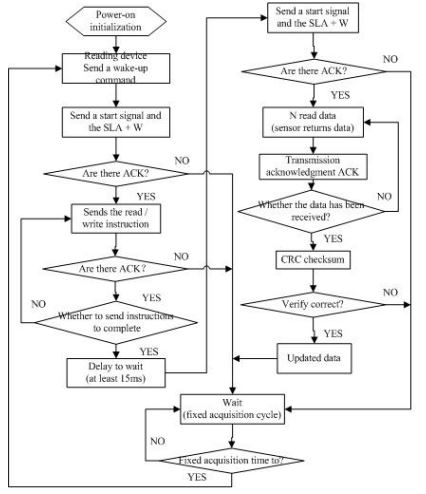 Power-on
initialization
Reading device
Send a wake-up
command
Send a start signal and
the SLA + W
Are there ACK?
NO
YES
Sends the read /
write instruction
Are there ACK?
NO
YES
Whether to send instructions
to complete
NO
YES
Delay to wait
(at least 15ms)
Send a start signal
and the SLA + W
Are there ACK?
NO
YES
N read data
(sensor returns data)
Transmission
acknowledgment ACK
Whether the data has been
received?
NO
YES
CRC checksum
Verify correct?
NO
YES
Updated data
Wait
(fixed acquisition cycle)
NO
Fixed acquisition time to?
YES